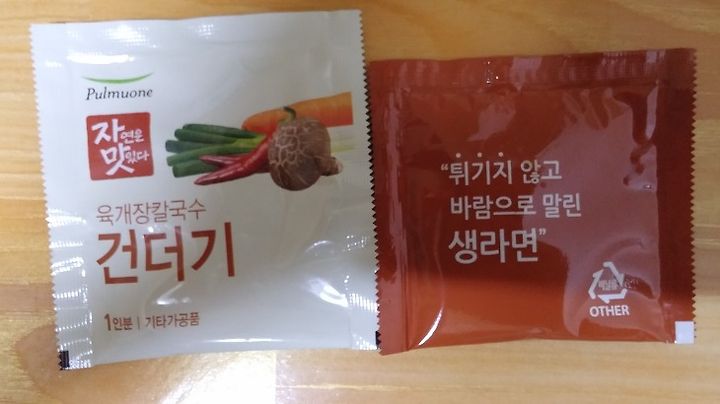 Pulmuone
자연은
맛있다
육개장칼국수
건더기
1인분 | 기타가공품
"튀기지 않고
바람으로 말린
생라면"
OTHER